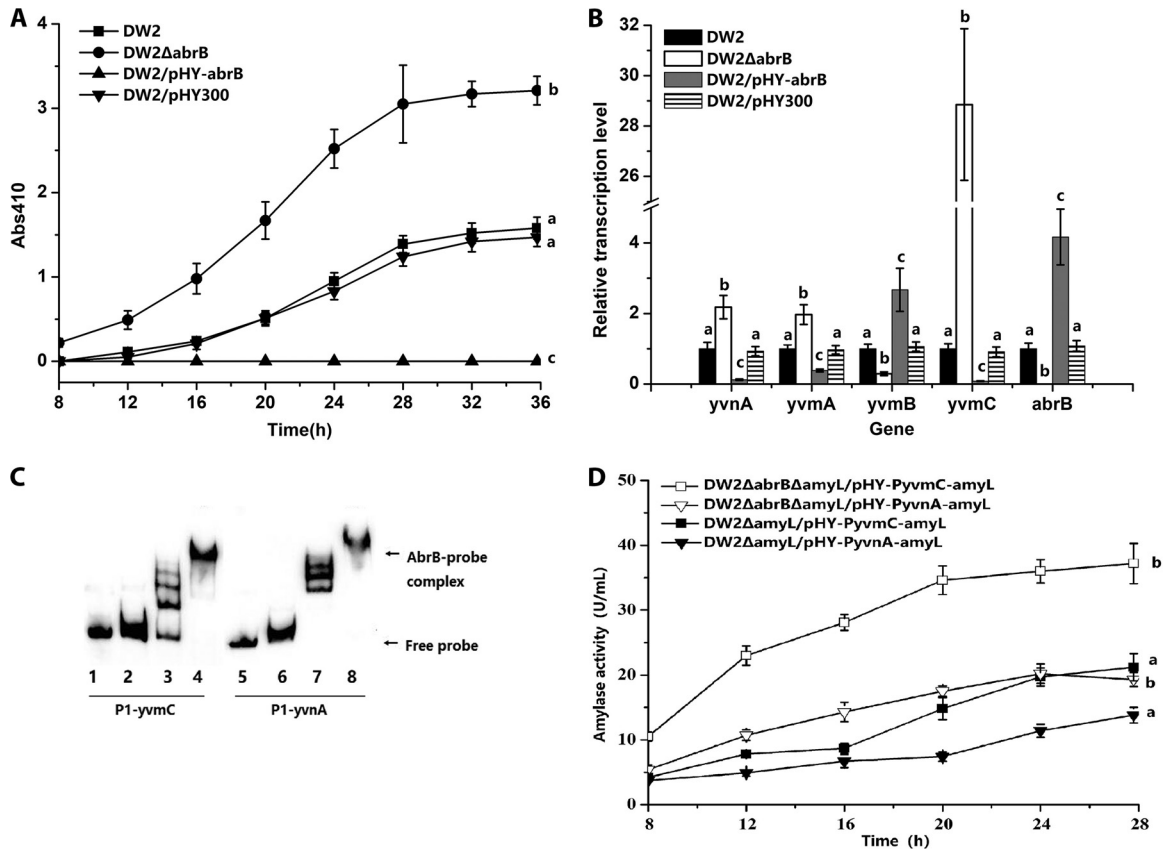 A
DW2
DW2ΔabrB
DW2/pHY-abrB
DW2/pHY300
Abs410
4
3
2
1
0
b
a
a
c
8 12 16 20 24 28 32 36
Time(h)
B
DW2
DW2ΔabrB
DW2/pHY-abrB
DW2/pHY300
Relative transcription level
32
30
28
26
24
4
2
0
a b c a
a b c a
a b c a
a b c a
a b c a
yvnA yvmA yvmB yvmC abrB
Gene
C
AbrB-probe
complex
Free probe
1 2 3 4 5 6 7 8
P1-yvmC P1-yvnA
D
DW2ΔabrBΔamyL/pHY-PyvmC-amyL
DW2ΔabrBΔamyL/pHY-PyvnA-amyL
DW2ΔamyL/pHY-PyvmC-amyL
DW2ΔamyL/pHY-PyvnA-amyL
Amylase activity (U/mL)
50
40
30
20
10
0
b
a
b
a
8 12 16 20 24 28
Time (h)